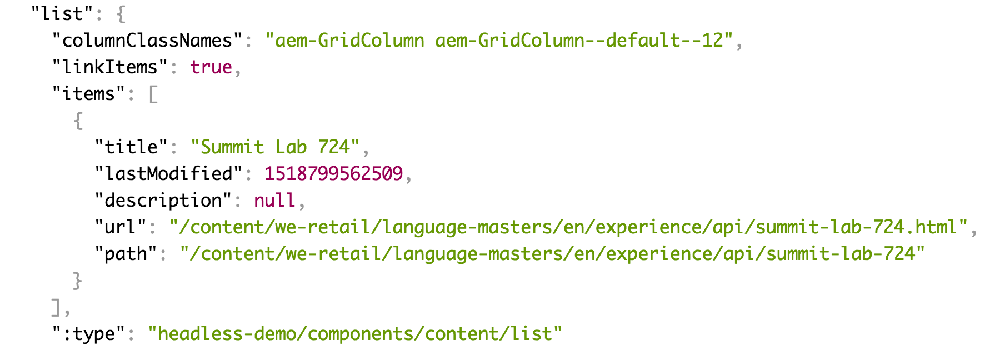 "list": {
"columnClassNames": "aem-GridColumn aem-GridColumn--default--12",
"linkItems": true,
"items": [
{
"title": "Summit Lab 724",
"lastModified": 1518799562509,
"description": null,
"url": "/content/we-retail/language-masters/en/experience/api/summit-lab-724.html",
"path": "/content/we-retail/language-masters/en/experience/api/summit-lab-724"
}
],
":type": "headless-demo/components/content/list"